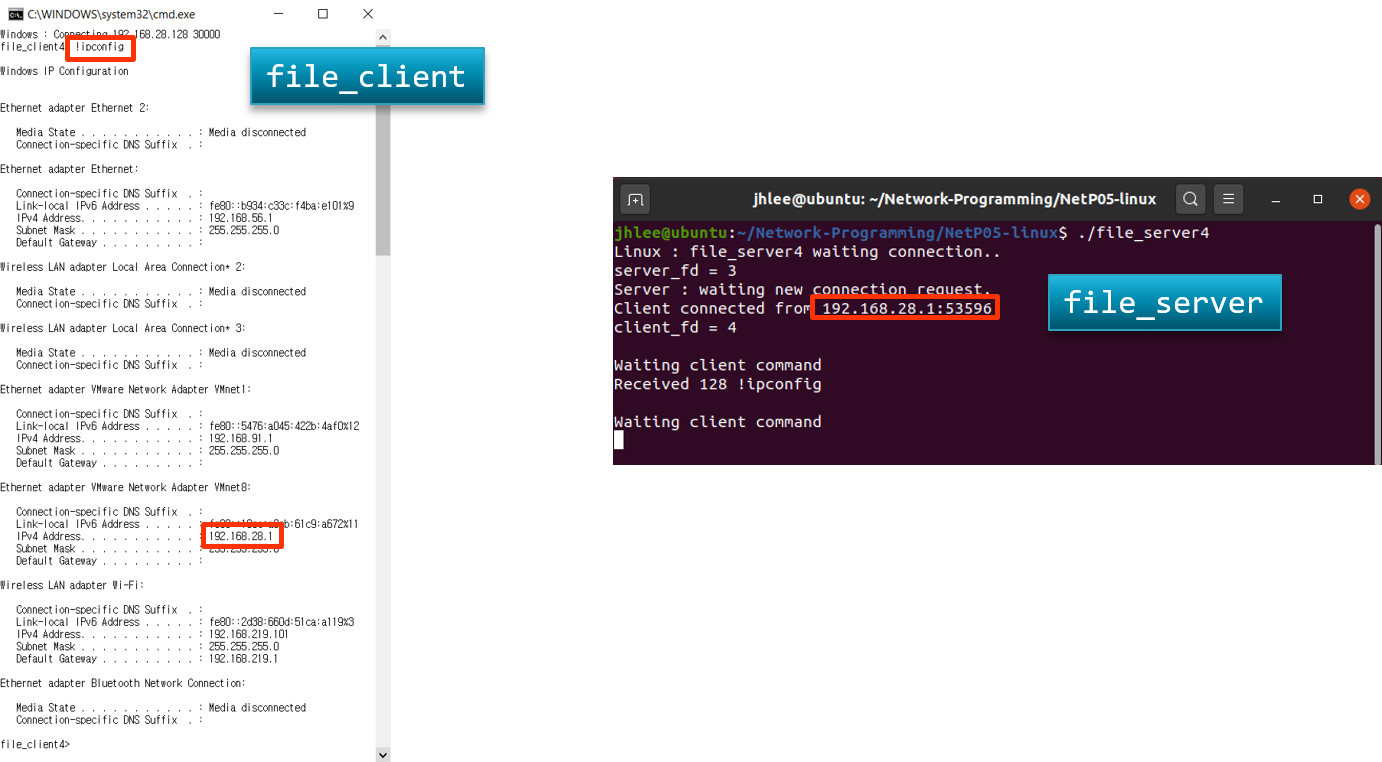 C:\WINDOWS\system32\cmd.exe
Windows : Connecting 192.168.28.128 30000
file_client4 !ipconfig
file_client
Windows IP Configuration
Ethernet adapter Ethernet 2:
Media State . . . . . . . . . . . : Media disconnected
Connection-specific DNS Suffix . :
Ethernet adapter Ethernet:
Connection-specific DNS Suffix . :
Link-local IPv6 Address . . . . . : fe80::b934:c33c:f4ba:e101%9
IPv4 Address. . . . . . . . . . . : 192.168.56.1
Subnet Mask . . . . . . . . . . . : 255.255.255.0
Default Gateway . . . . . . . . . :
Wireless LAN adapter Local Area Connection* 2:
Media State . . . . . . . . . . . : Media disconnected
Connection-specific DNS Suffix . :
Wireless LAN adapter Local Area Connection* 3:
Media State . . . . . . . . . . . : Media disconnected
Connection-specific DNS Suffix . :
Ethernet adapter VMware Network Adapter VMnet1:
Connection-specific DNS Suffix . :
Link-local IPv6 Address . . . . . : fe80::5476:a045:422b:4af0%12
IPv4 Address. . . . . . . . . . . : 192.168.91.1
Subnet Mask . . . . . . . . . . . : 255.255.255.0
Default Gateway . . . . . . . . . :
Ethernet adapter VMware Network Adapter VMnet8:
Connection-specific DNS Suffix . :
Link-local IPv6 Address . . . . . :
IPv4 Address. . . . . . . . . . . : 192.168.28.1
Subnet Mask . . . . . . . . . . . : 255.255.255.0
Default Gateway . . . . . . . . . :
Wireless LAN adapter Wi-Fi:
Connection-specific DNS Suffix . :
Link-local IPv6 Address . . . . . : fe80::2d38:660d:51ca:a119%3
IPv4 Address. . . . . . . . . . . : 192.168.219.101
Subnet Mask . . . . . . . . . . . : 255.255.255.0
Default Gateway . . . . . . . . . : 192.168.219.1
Ethernet adapter Bluetooth Network Connection:
Media State . . . . . . . . . . . : Media disconnected
Connection-specific DNS Suffix . :
file_client4>
jhlee@ubuntu: ~/Network-Programming/NetP05-linux
jhlee@ubuntu:~/Network-Programming/NetP05-linux$ ./file_server4
Linux : file_server4 waiting connection..
server_fd = 3
Server : waiting new connection request.
Client connected from 192.168.28.1:53596
client_fd = 4
file_server
Waiting client command
Received 128 !ipconfig
Waiting client command